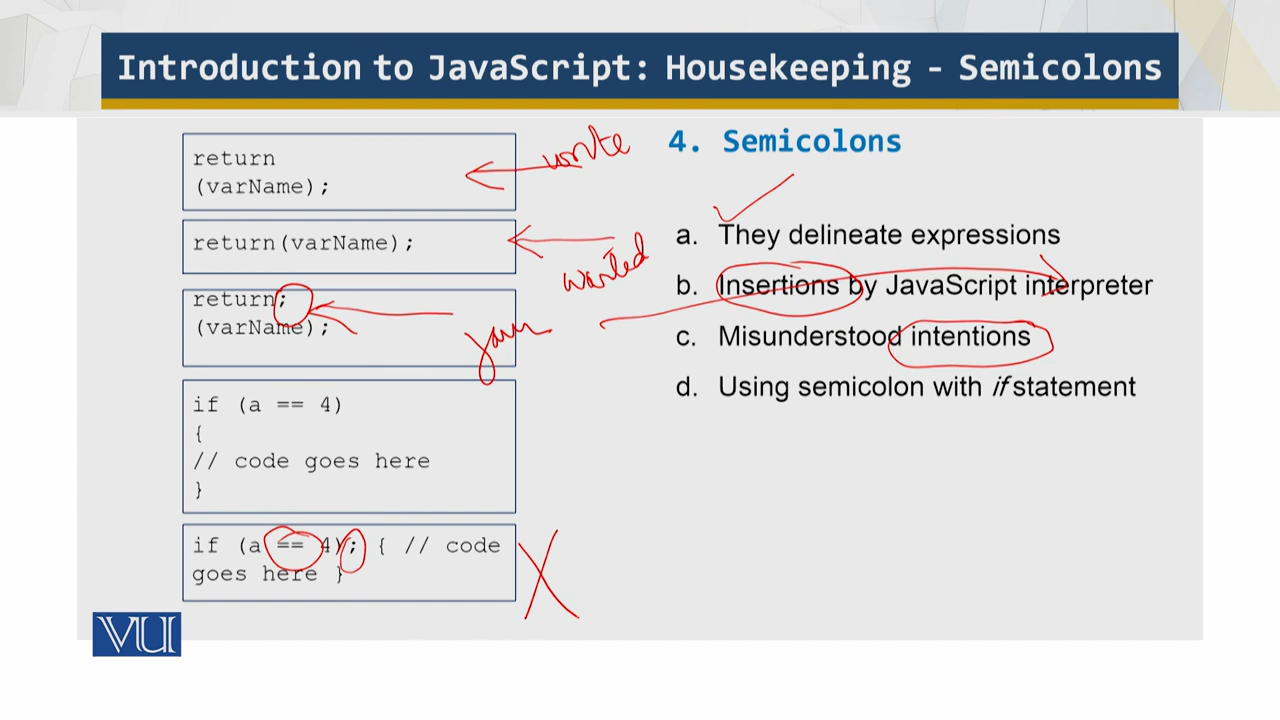 Introduction to JavaScript: Housekeeping - Semicolons
return
(varName);
write
return(varName);
wanted
return;
(varName);
if (a == 4)
{
// code goes here
}
if (a == 4); { // code
goes here }
4. Semicolons
a. They delineate expressions
b. Insertions by JavaScript interpreter
c. Misunderstood intentions
d. Using semicolon with if statement
VU